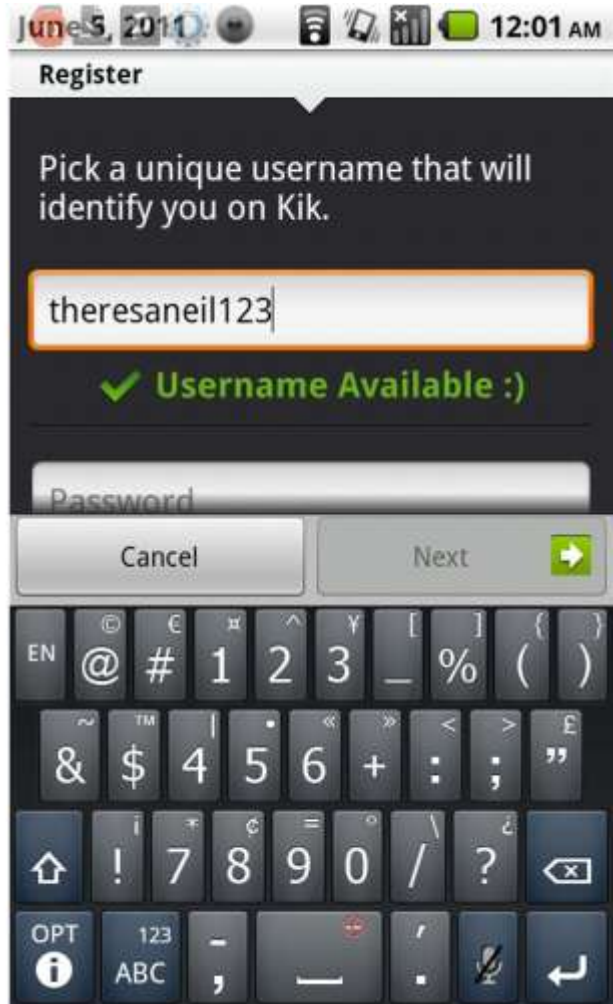 June 5, 2011 12:01 AM
Register
Pick a unique username that will
identify you on Kik.
theresaneil123
Username Available :)
Password
Cancel Next
EN © @ € # ¤ 1 ^ 2 ¥ 3 [ _ ] % { ( } )
~ & ™ $ | 4 • 5 « 6 » + < : > ; £ ”
¡ ! * 7 ¢ 8 = 9 ° 0 \ / ¿ ?
OPT 123 ABC - , ' .